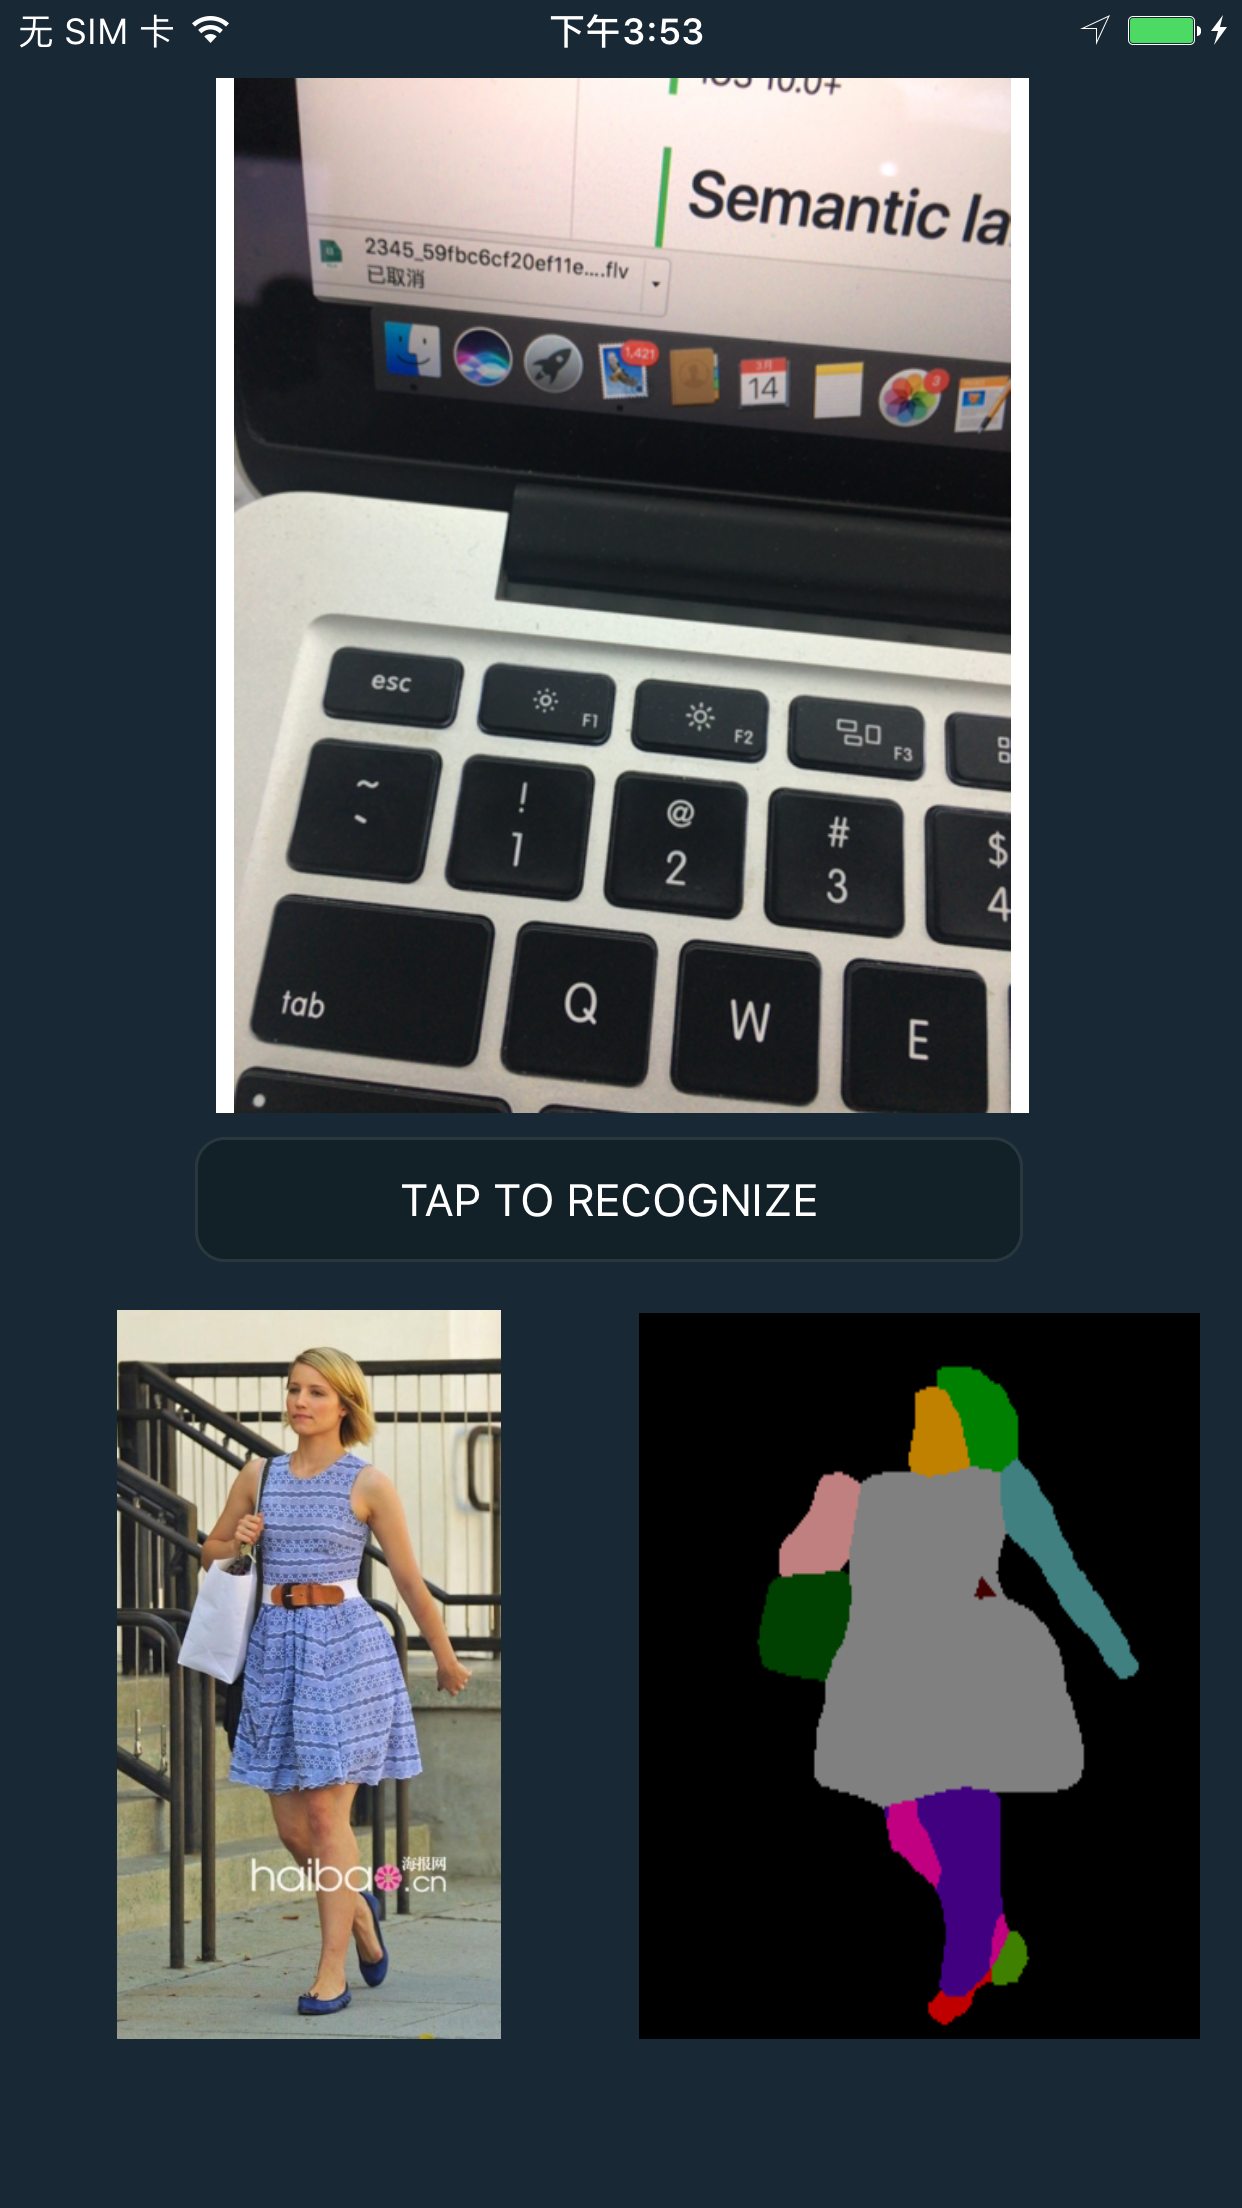 无 SIM 卡
下午3:53
iOS 10.0+
Semantic la
2345_59fbc6cf20ef11e....flv
已取消
1,421
3月
14
3
esc
F1
F2
F3
~
!
@
#
$
`
1
2
3
4
tab
Q
W
E
TAP TO RECOGNIZE
haibao.cn
海报网